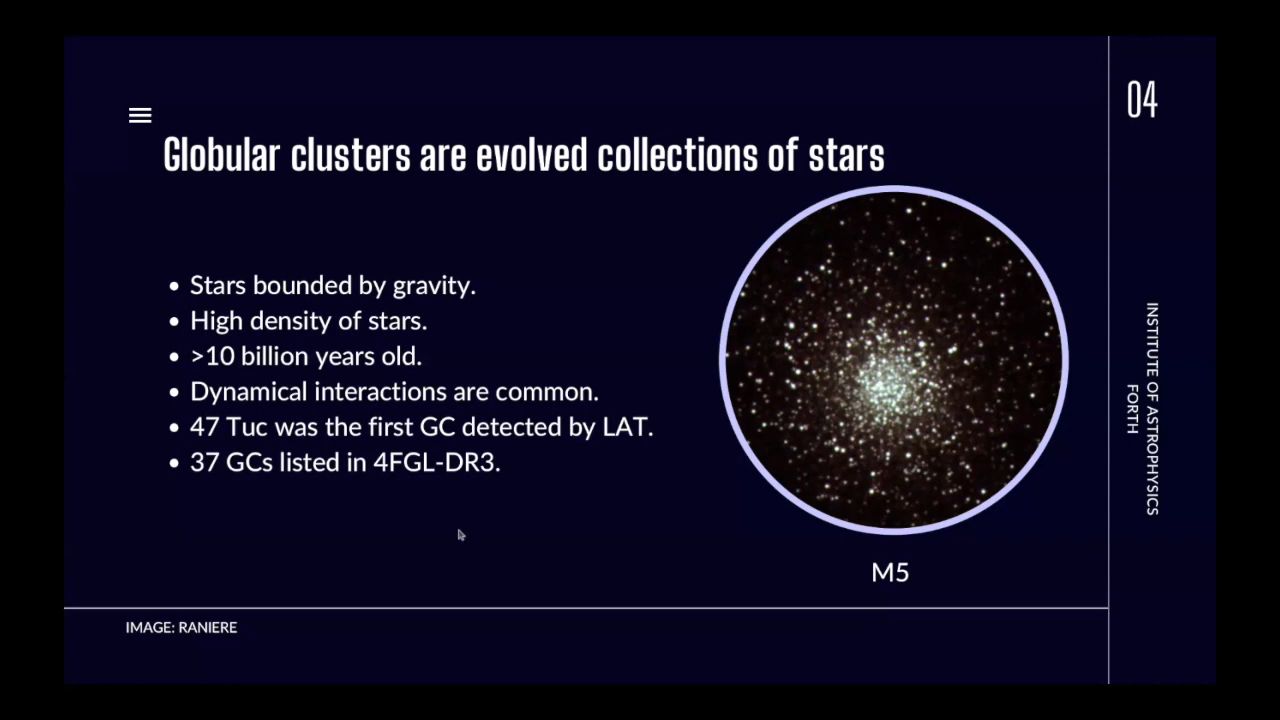 04
Globular clusters are evolved collections of stars
• Stars bounded by gravity.
• High density of stars.
• >10 billion years old.
• Dynamical interactions are common.
• 47 Tuc was the first GC detected by LAT.
• 37 GCs listed in 4FGL-DR3.
M5
INSTITUTE OF ASTROPHYSICS
FORTH
IMAGE: RANIERE